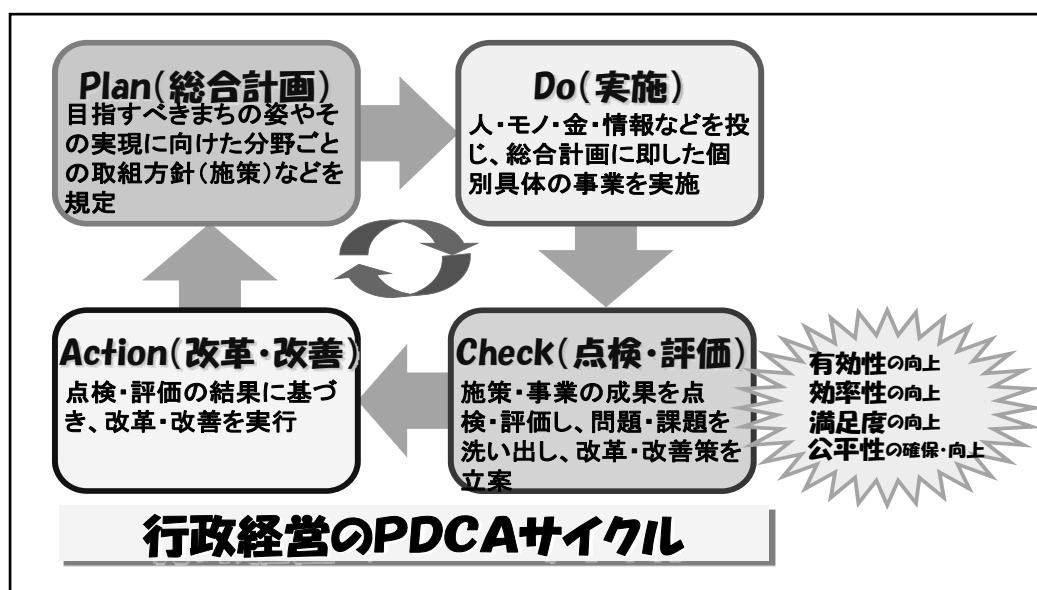 Plan(総合計画)
目指すべきまちの姿やそ
の実現に向けた分野ごと
の取組方針(施策)などを
規定
Do(実施)
人・モノ・金・情報などを投
じ、総合計画に即した個
別具体の事業を実施
Action(改革・改善)
点検・評価の結果に基づ
き、改革・改善を実行
Check(点検・評価)
施策・事業の成果を点
検・評価し、問題・課題を
洗い出し、改革・改善策を
立案
有効性の向上
効率性の向上
満足度の向上
公平性の確保・向上
行政経営のPDCAサイクル